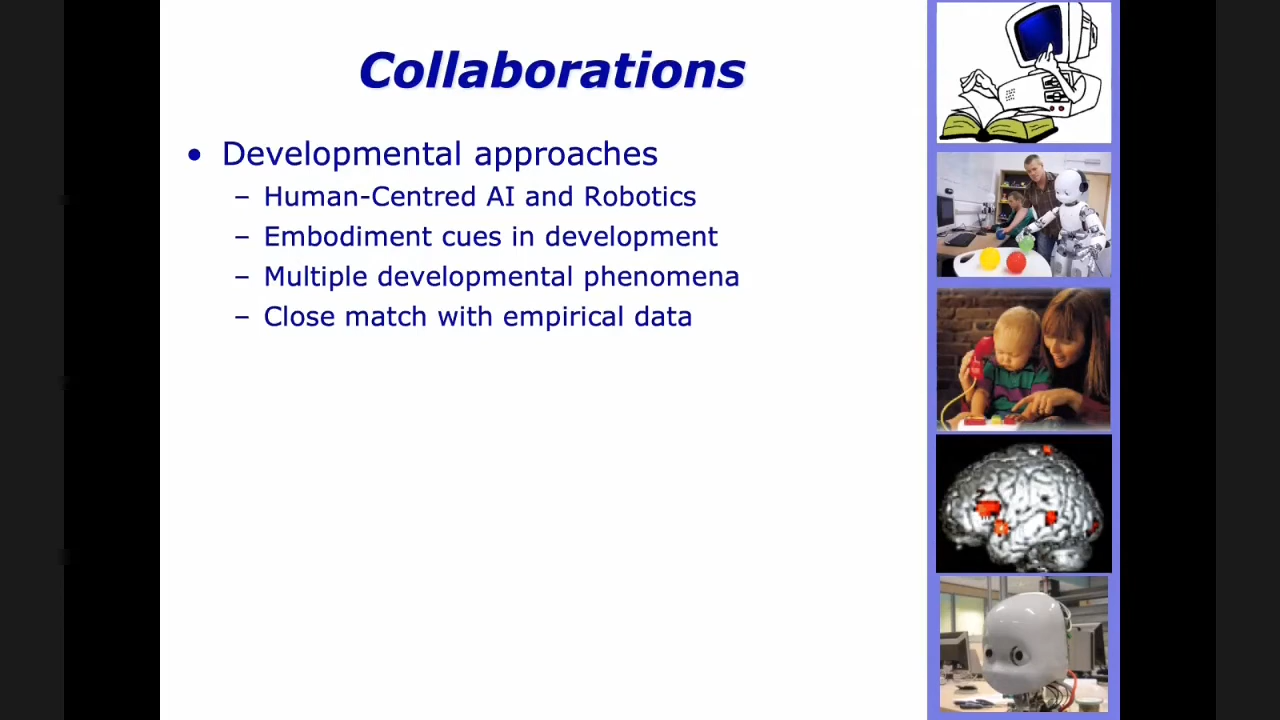 Collaborations
• Developmental approaches
– Human-Centred AI and Robotics
– Embodiment cues in development
– Multiple developmental phenomena
– Close match with empirical data